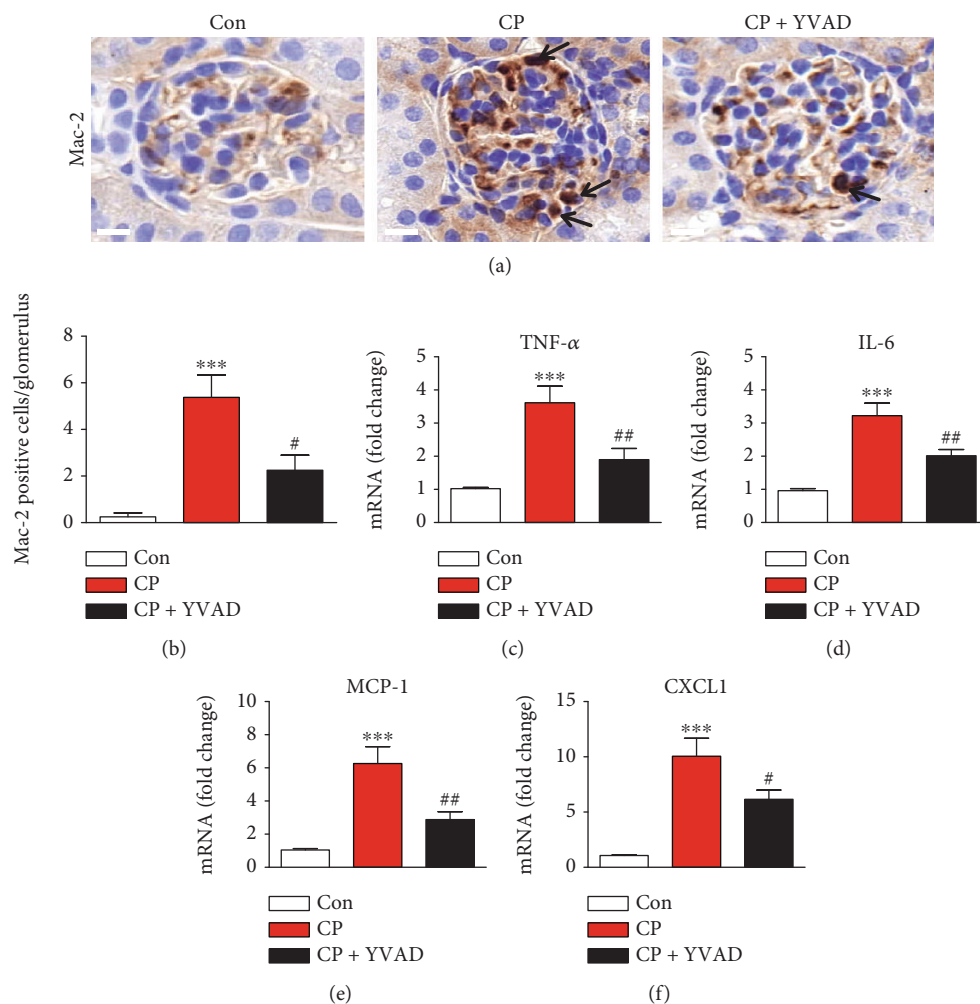 Con
CP
CP + YVAD
Mac-2
(a)
Mac-2 positive cells/glomerulus
8
6
4
2
0
***
#
Con
CP
CP + YVAD
(b)
TNF-α
mRNA (fold change)
5
4
3
2
1
0
***
##
Con
CP
CP + YVAD
(c)
IL-6
mRNA (fold change)
5
4
3
2
1
0
***
##
Con
CP
CP + YVAD
(d)
MCP-1
mRNA (fold change)
10
8
6
4
2
0
***
##
Con
CP
CP + YVAD
(e)
CXCL1
mRNA (fold change)
15
10
5
0
***
#
Con
CP
CP + YVAD
(f)